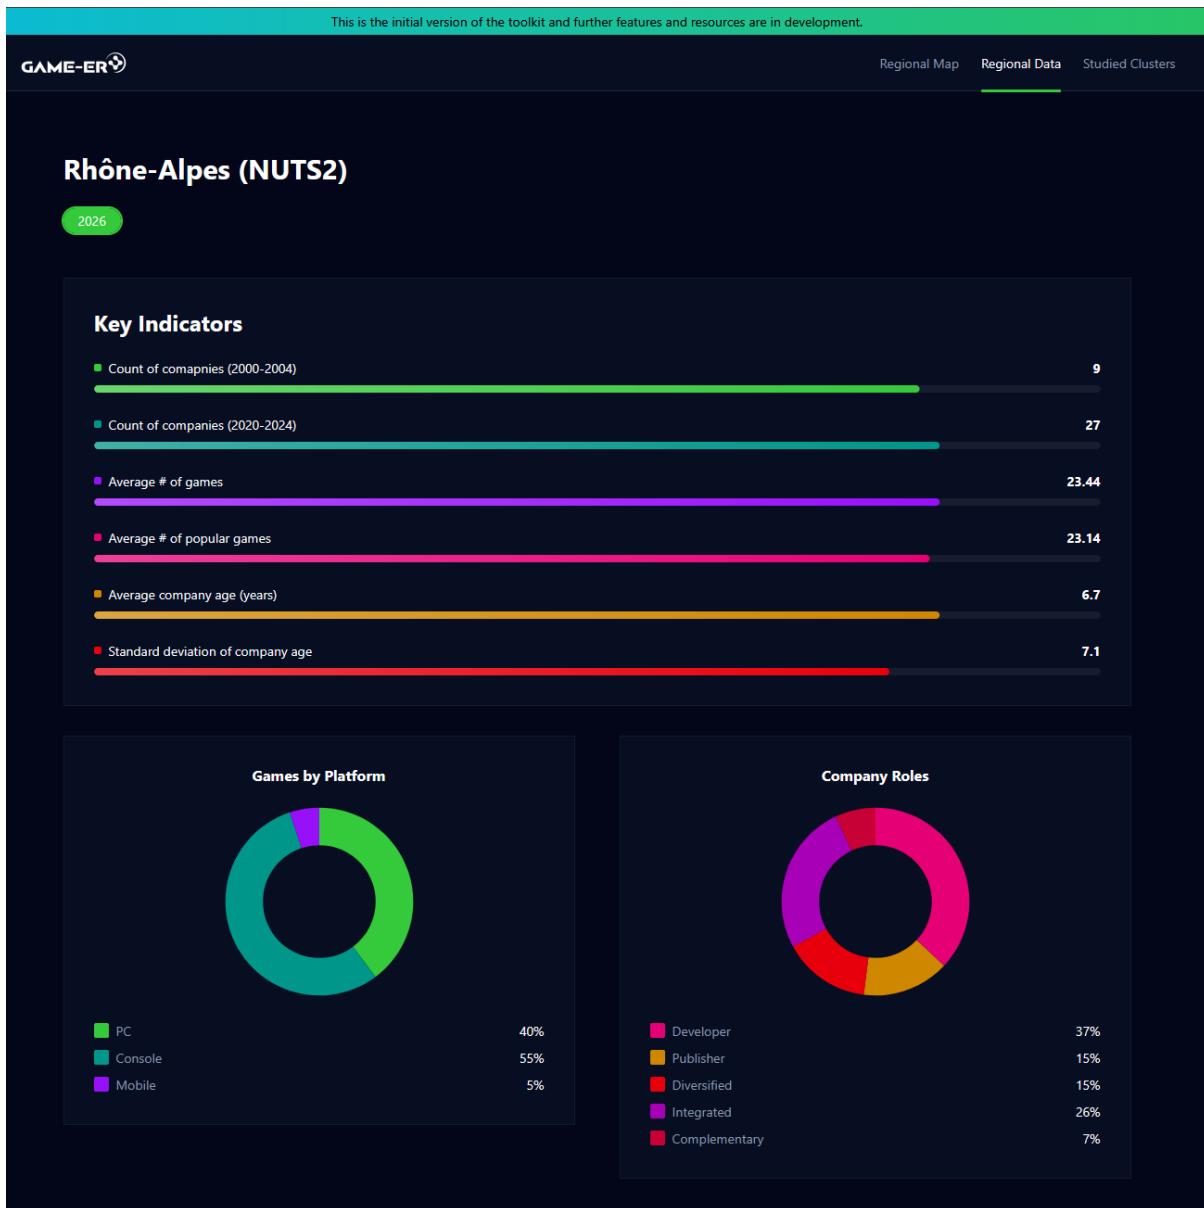 This is the initial version of the toolkit and further features and resources are in development.
GAME-ER
Regional Map Regional Data Studied Clusters
Rhône-Alpes (NUTS2)
2026
Key Indicators
Count of comapnies (2000-2004) 9
Count of companies (2020-2024) 27
Average # of games 23.44
Average # of popular games 23.14
Average company age (years) 6.7
Standard deviation of company age 7.1
Games by Platform
PC 40%
Console 55%
Mobile 5%
Company Roles
Developer 37%
Publisher 15%
Diversified 15%
Integrated 26%
Complementary 7%